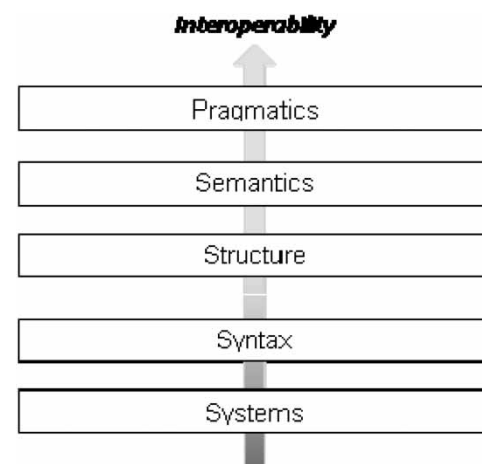 Interoperability
Pragmatics
Semantics
Structure
Syntax
Systems